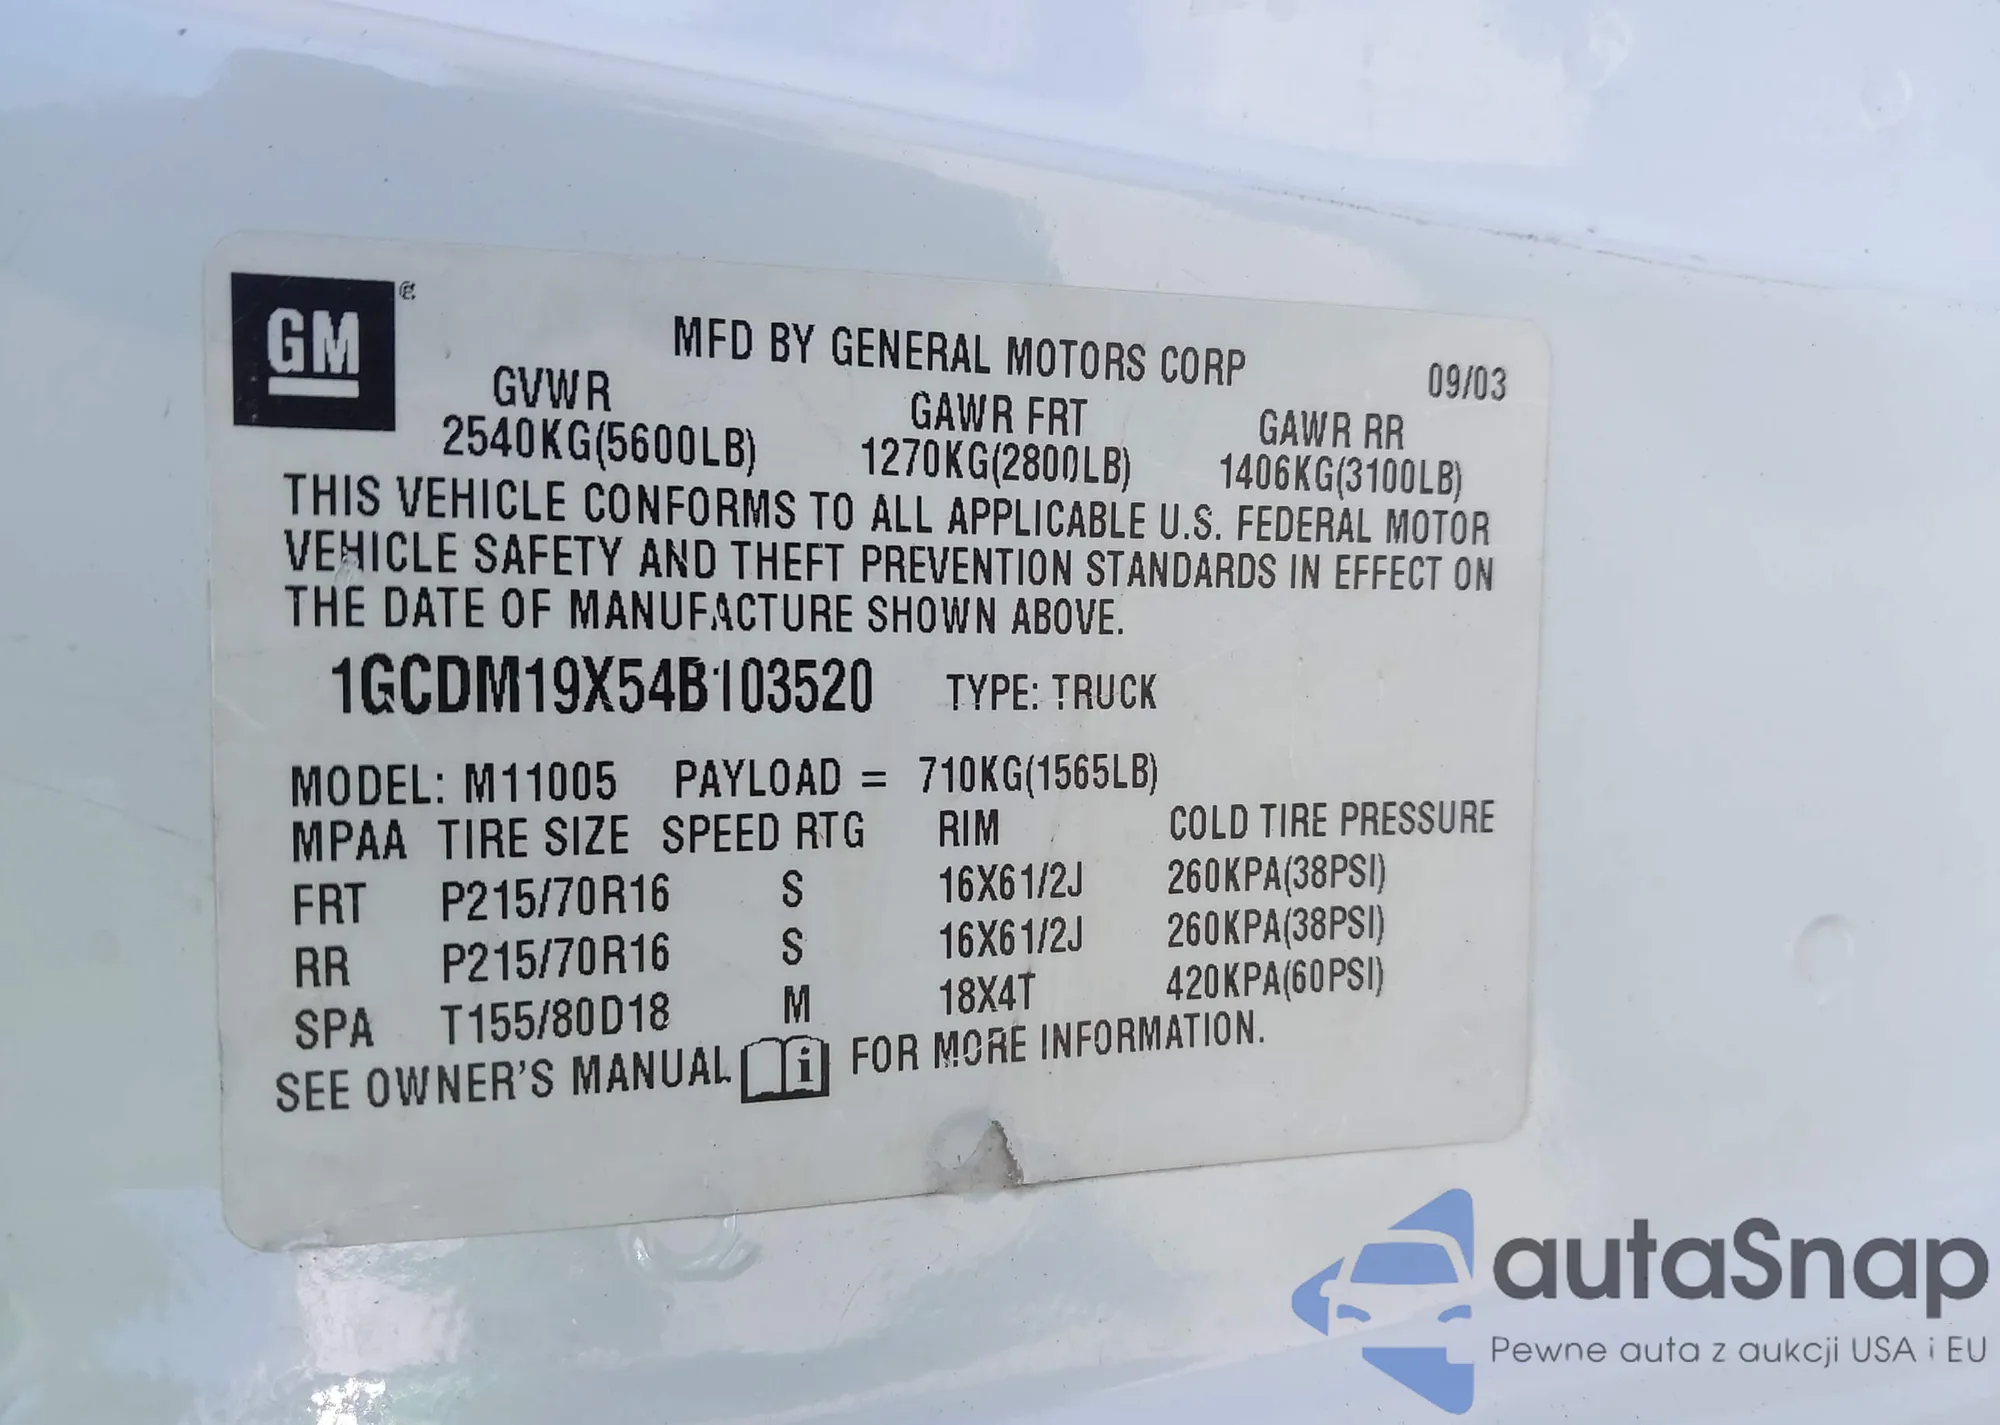 GM
MFD BY GENERAL MOTORS CORP 09/03
GVWR GAWR FRT GAWR RR
2540KG(5600LB) 1270KG(2800LB) 1406KG(3100LB)
THIS VEHICLE CONFORMS TO ALL APPLICABLE U.S. FEDERAL MOTOR
VEHICLE SAFETY AND THEFT PREVENTION STANDARDS IN EFFECT ON
THE DATE OF MANUFACTURE SHOWN ABOVE.
1GCDM19X54B103520 TYPE: TRUCK
MODEL: M11005 PAYLOAD = 710KG(1565LB)
MPAA TIRE SIZE SPEED RTG RIM COLD TIRE PRESSURE
FRT P215/70R16 S 16X61/2J 260KPA(38PSI)
RR P215/70R16 S 16X61/2J 260KPA(38PSI)
SPA T155/80D18 M 18X4T 420KPA(60PSI)
SEE OWNER'S MANUAL FOR MORE INFORMATION.
autaSnap
Pewne auta z aukcji USA i EU